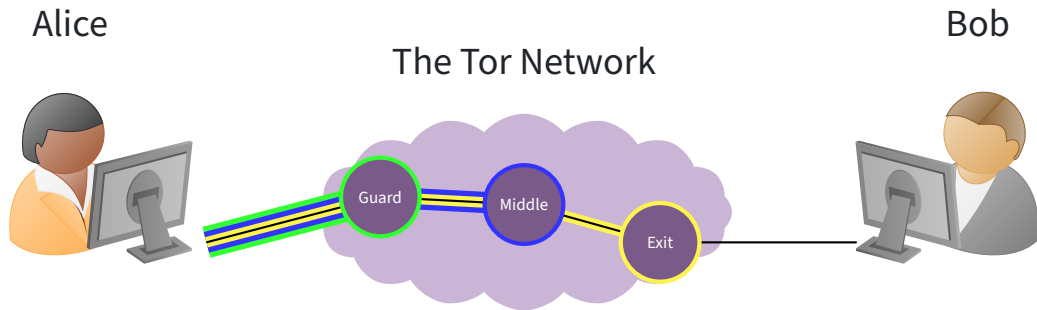 Alice
Bob
The Tor Network
Guard
Middle
Exit